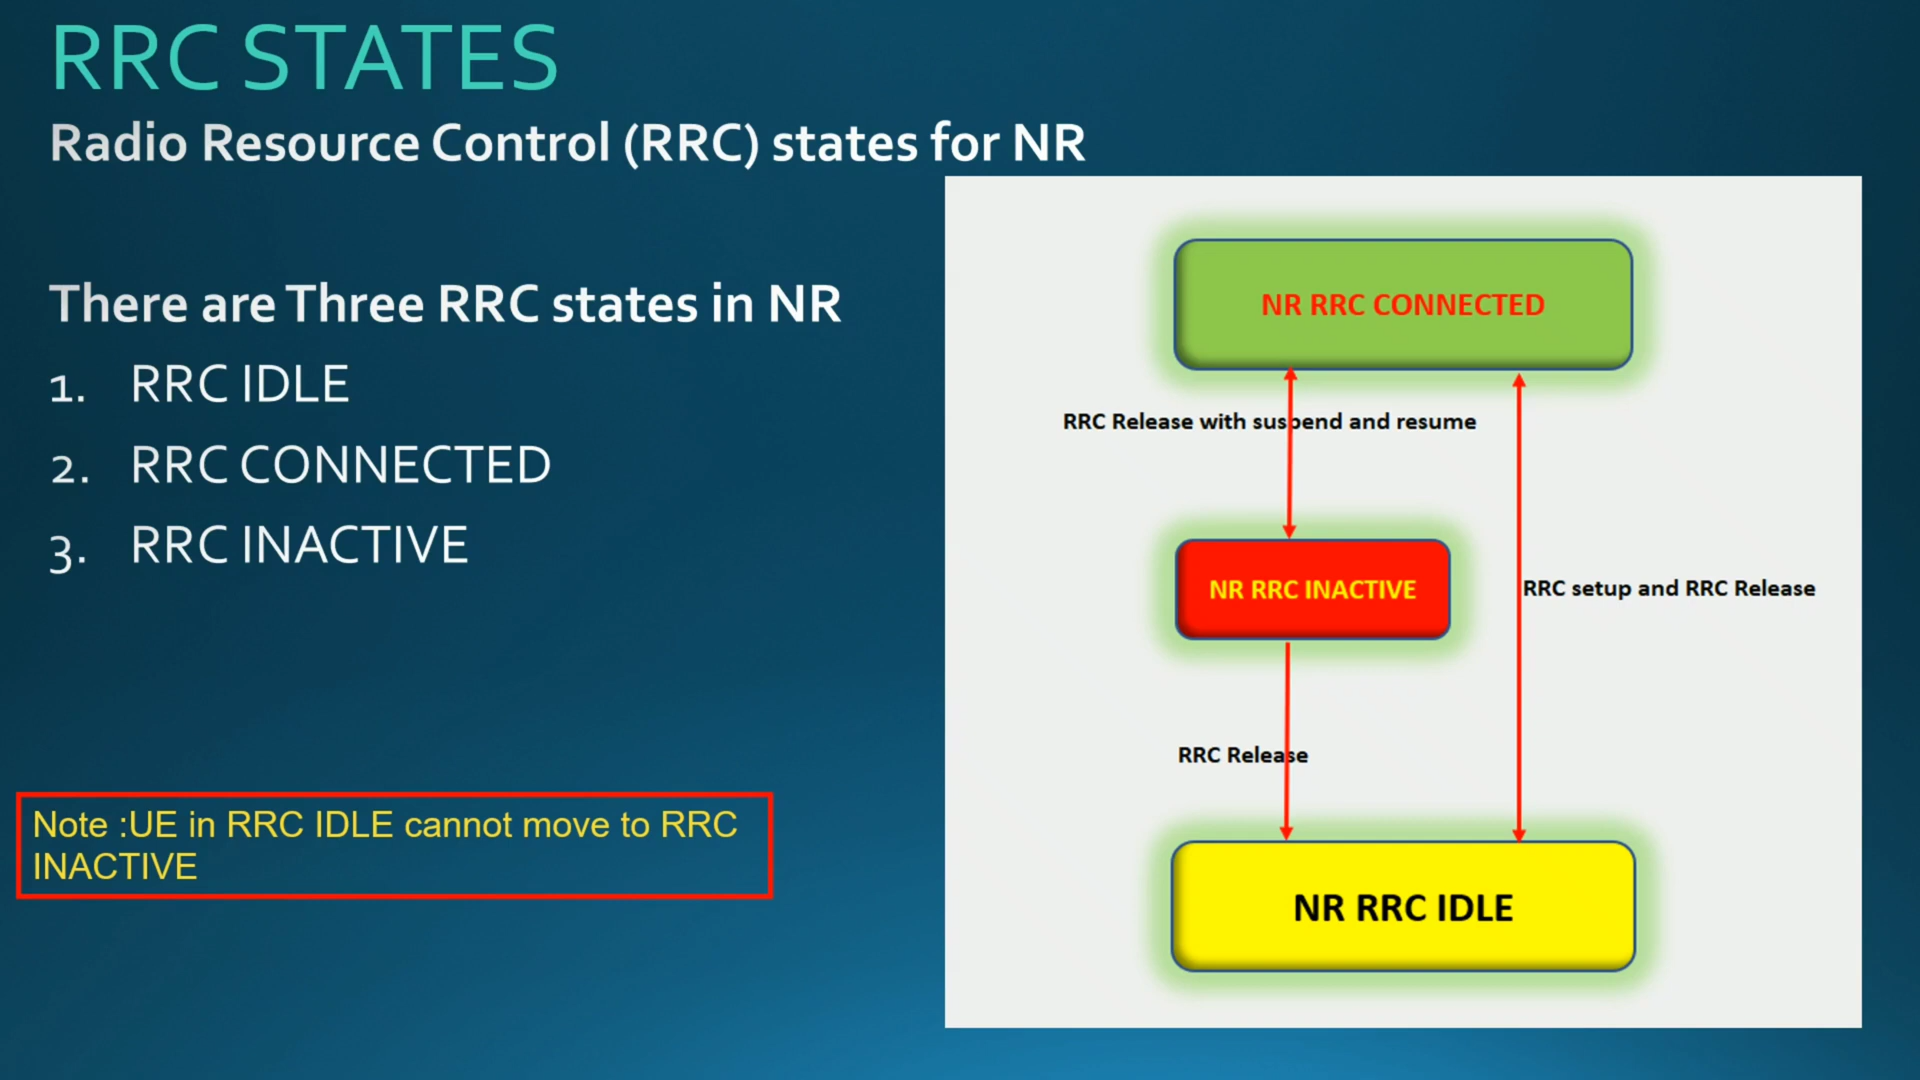 RRC STATES
Radio Resource Control (RRC) states for NR
There are Three RRC states in NR
1. RRC IDLE
2. RRC CONNECTED
3. RRC INACTIVE
Note :UE in RRC IDLE cannot move to RRC
INACTIVE
NR RRC CONNECTED
RRC Release with suspend and resume
NR RRC INACTIVE
RRC setup and RRC Release
RRC Release
NR RRC IDLE